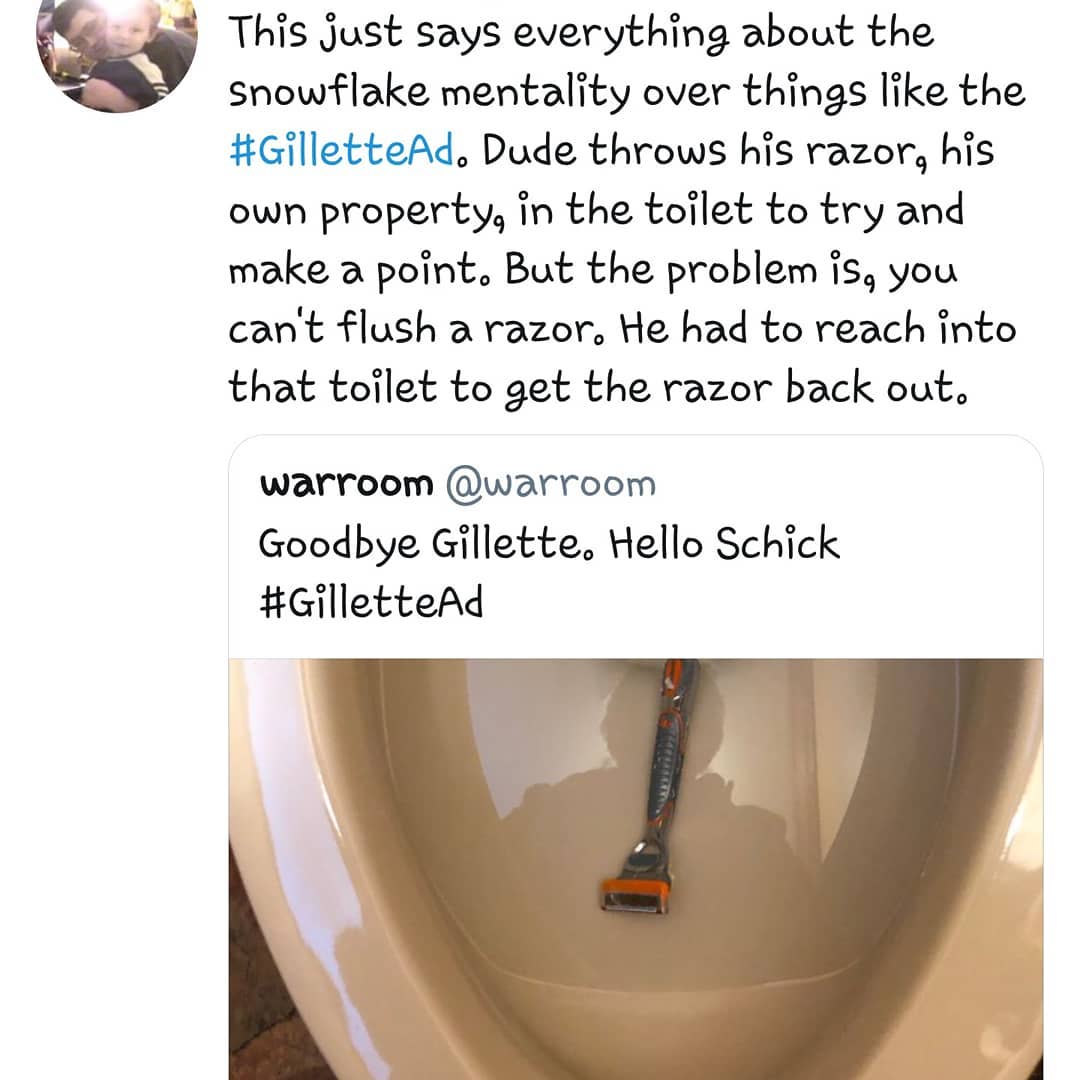 This just says everything about the
snowflake mentality over things like the
#GilletteAd. Dude throws his razor, his
own property, in the toilet to try and
make a point. But the problem is, you
can't flush a razor. He had to reach into
that toilet to get the razor back out.
warroom @warroom
Goodbye Gillette. Hello Schick
#GilletteAd